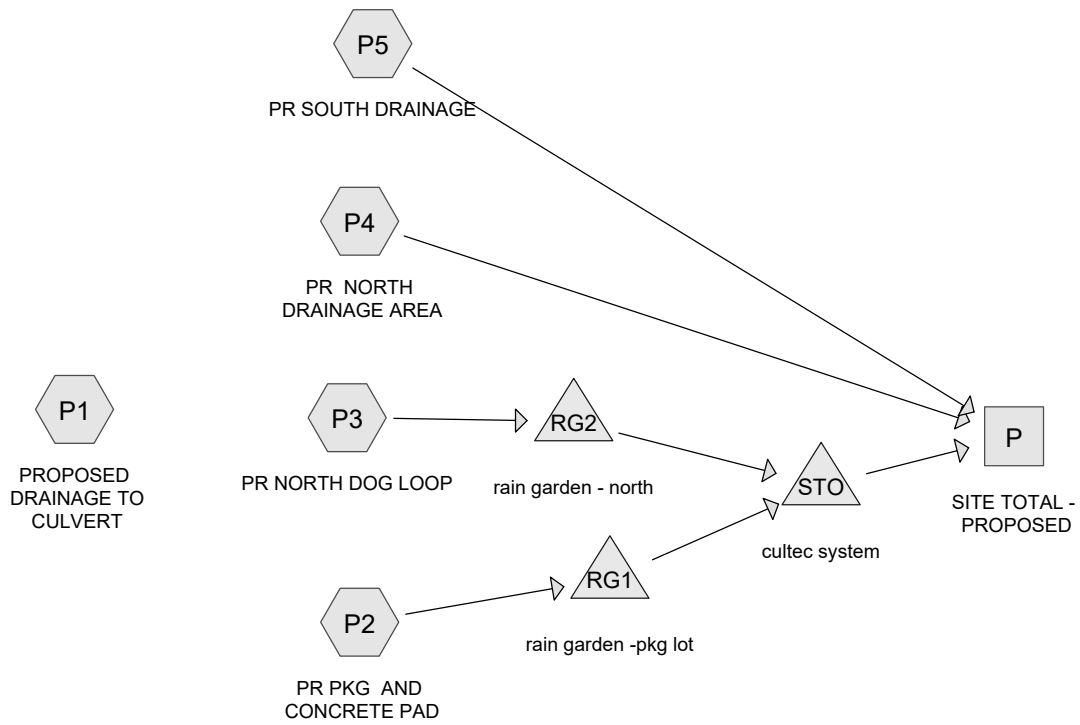 P5
PR SOUTH DRAINAGE
P4
PR NORTH
DRAINAGE AREA
P1
PROPOSED
DRAINAGE TO
CULVERT
P3
PR NORTH DOG LOOP
RG2
rain garden - north
STO
cultec system
P
SITE TOTAL -
PROPOSED
RG1
rain garden -pkg lot
P2
PR PKG AND
CONCRETE PAD